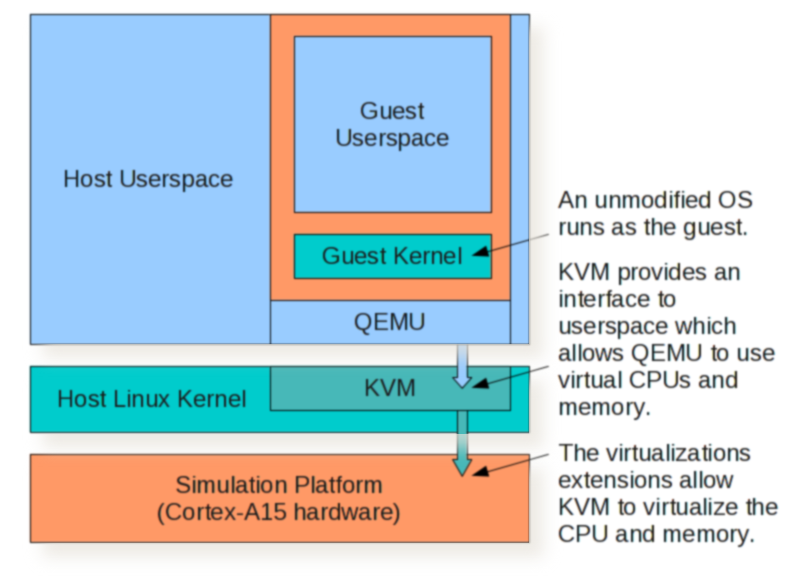 Guest
Userspace
Host Userspace
An unmodified OS
runs as the guest.
Guest Kernel
KVM provides an
interface to
userspace which
allows QEMU to use
virtual CPUs and
memory.
QEMU
KVM
Host Linux Kernel
The virtualizations
extensions allow
KVM to virtualize the
CPU and memory.
Simulation Platform
(Cortex-A15 hardware)